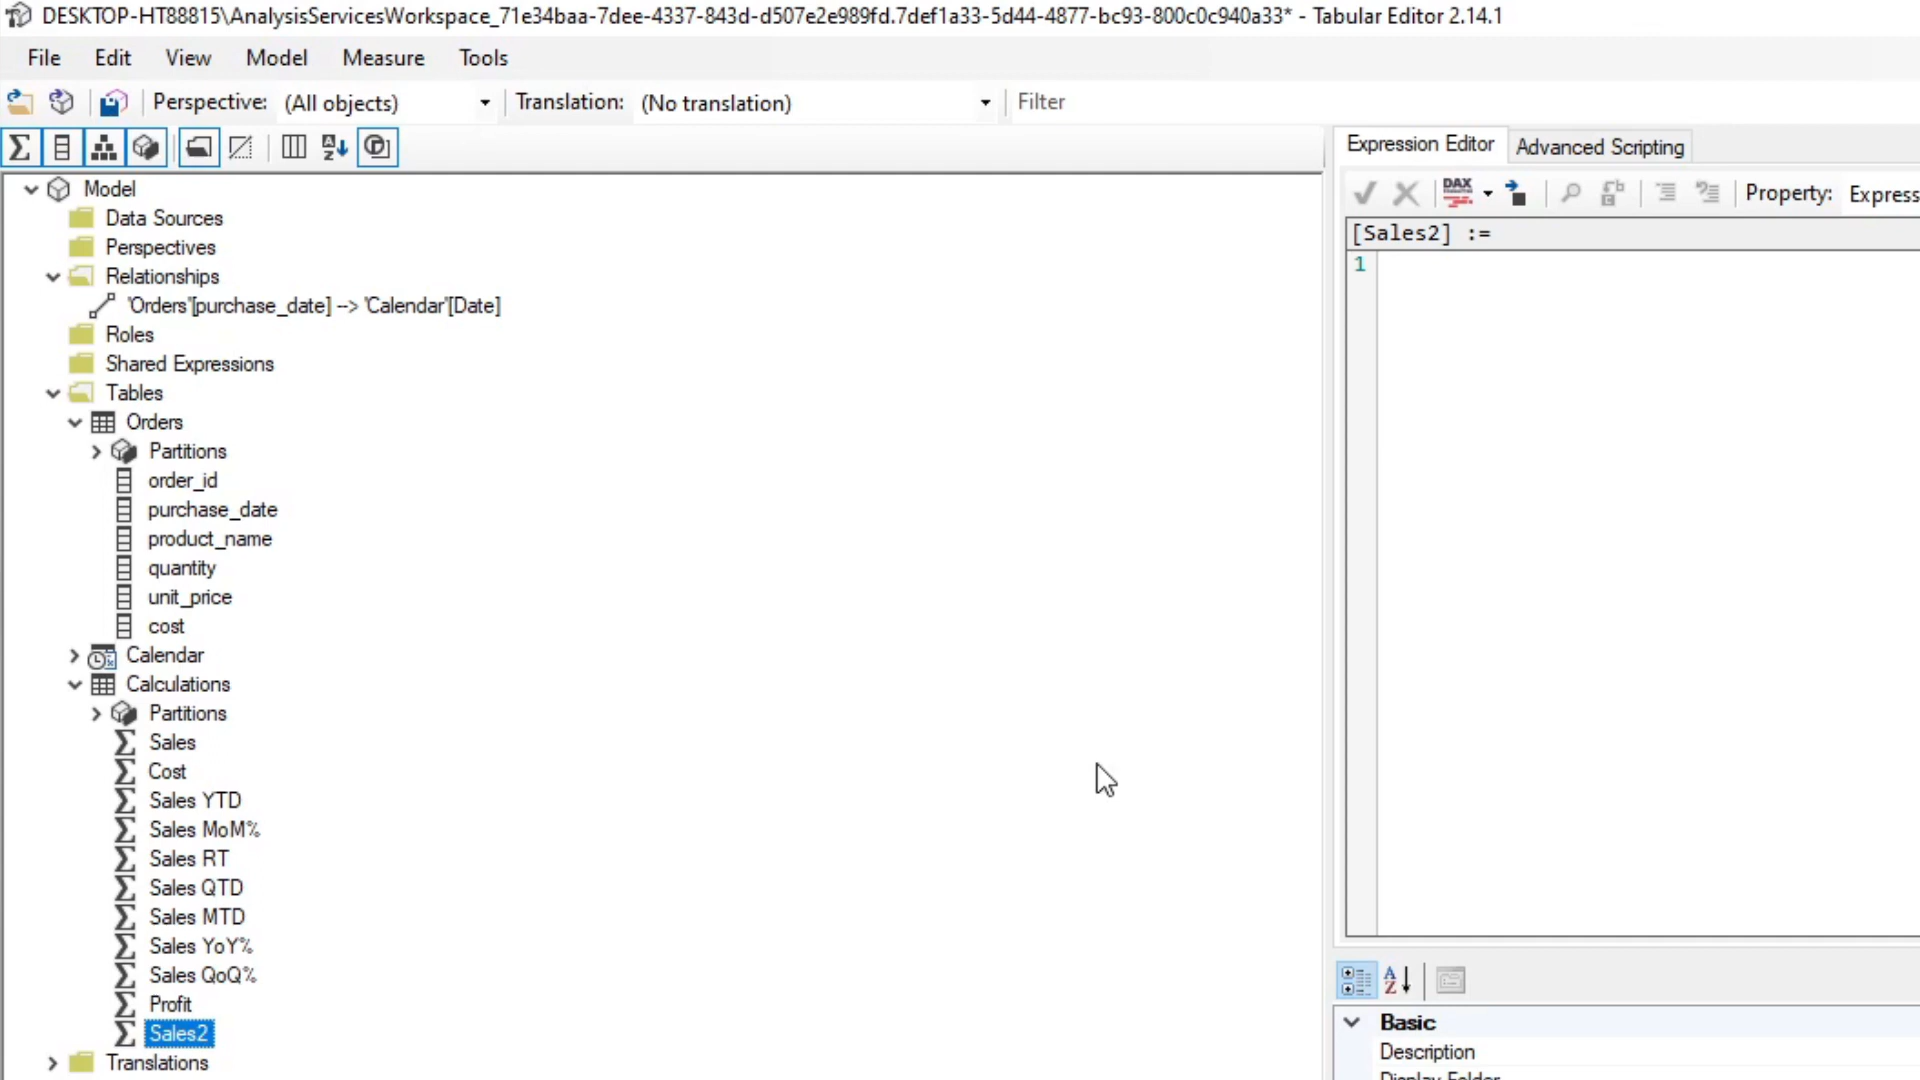 DESKTOP-HT88815\AnalysisServicesWorkspace_71e34baa-7dee-4337-843d-d507e2e989fd.7def1a33-5d44-4877-bc93-800c0c940a33* - Tabular Editor 2.14.1
File Edit View Model Measure Tools
Perspective: (All objects) Translation: (No translation) Filter
Expression Editor Advanced Scripting
DAX Property: Express
[Sales2] :=
1
Model
Data Sources
Perspectives
Relationships
'Orders'[purchase_date] --> 'Calendar'[Date]
Roles
Shared Expressions
Tables
Orders
Partitions
order_id
purchase_date
product_name
quantity
unit_price
cost
Calendar
Calculations
Partitions
Sales
Cost
Sales YTD
Sales MoM%
Sales RT
Sales QTD
Sales MTD
Sales YoY%
Sales QoQ%
Profit
Sales2
Translations
Basic
Description
Display Folder